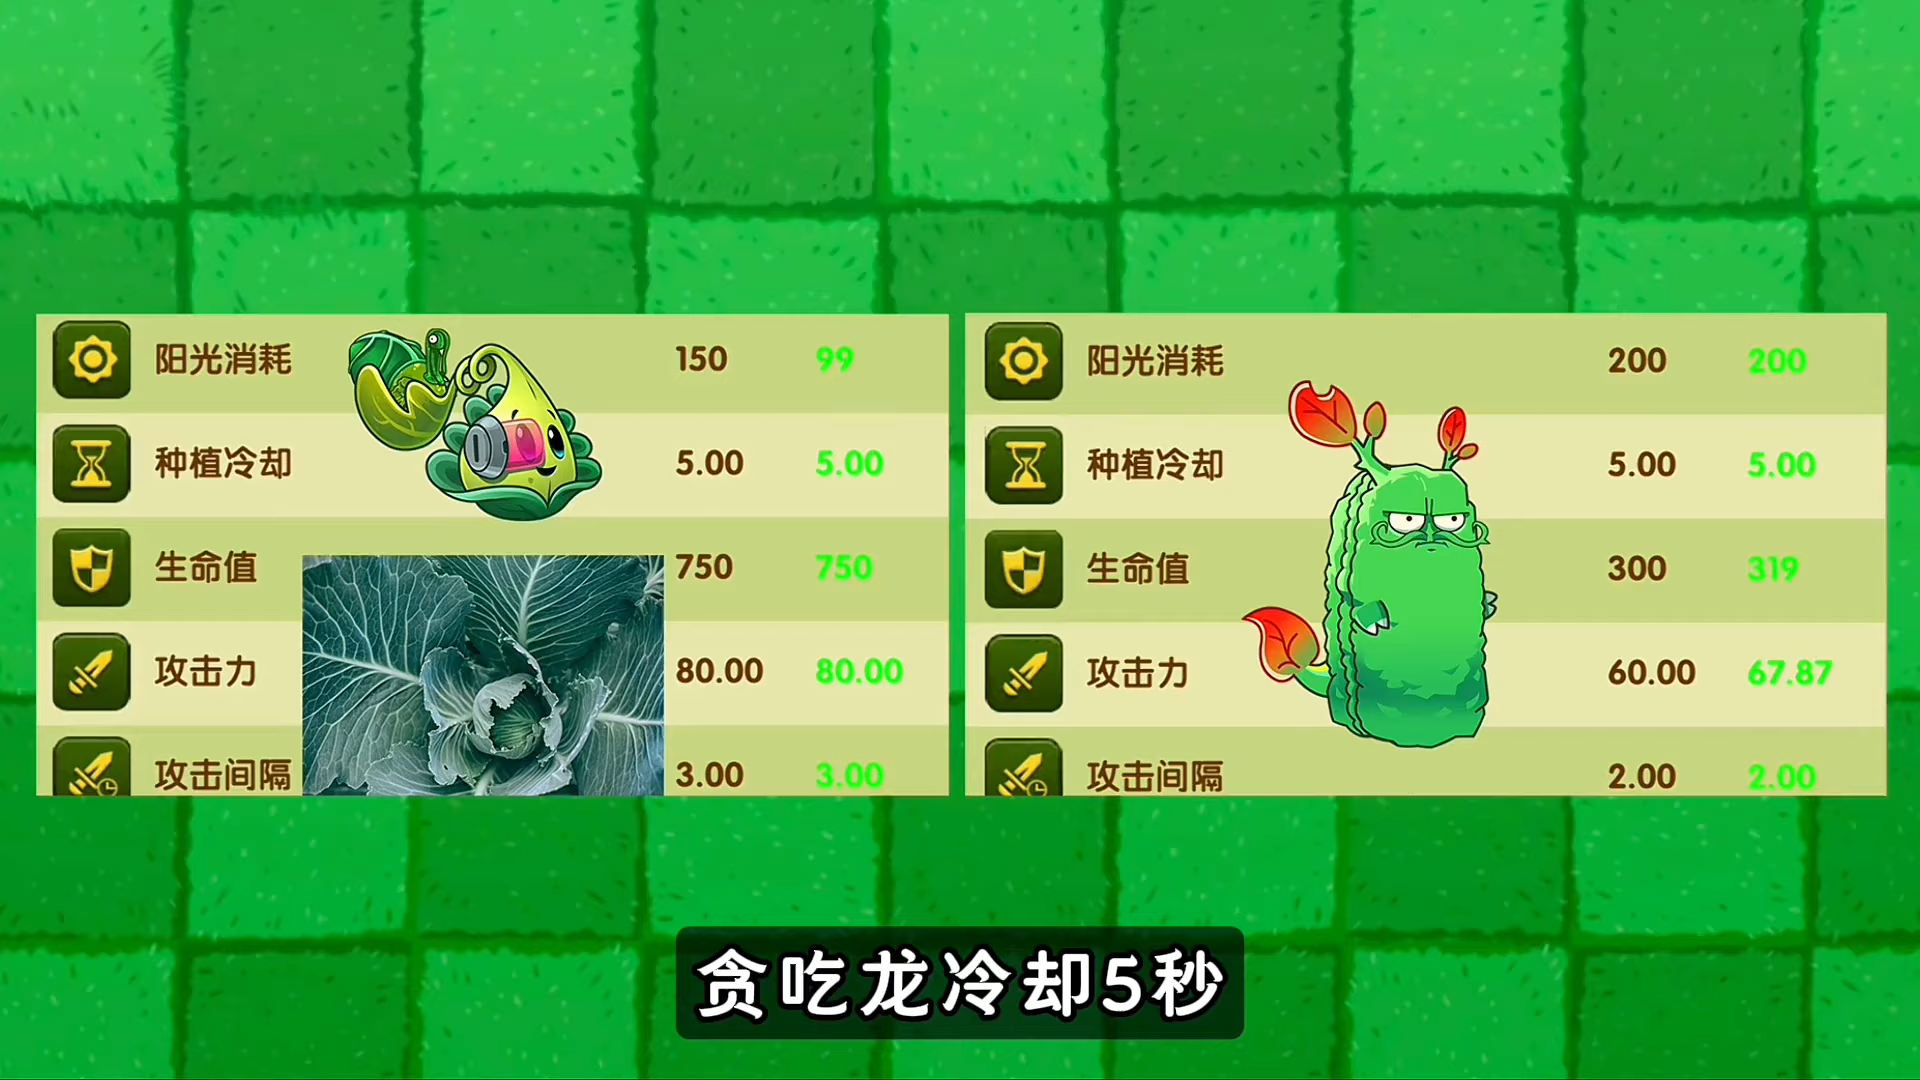 阳光消耗 150 99
种植冷却 5.00 5.00
生命值 750 750
攻击力 80.00 80.00
攻击间隔 3.00 3.00
阳光消耗 200 200
种植冷却 5.00 5.00
生命值 300 319
攻击力 60.00 67.87
攻击间隔 2.00 2.00
贪吃龙冷却5秒